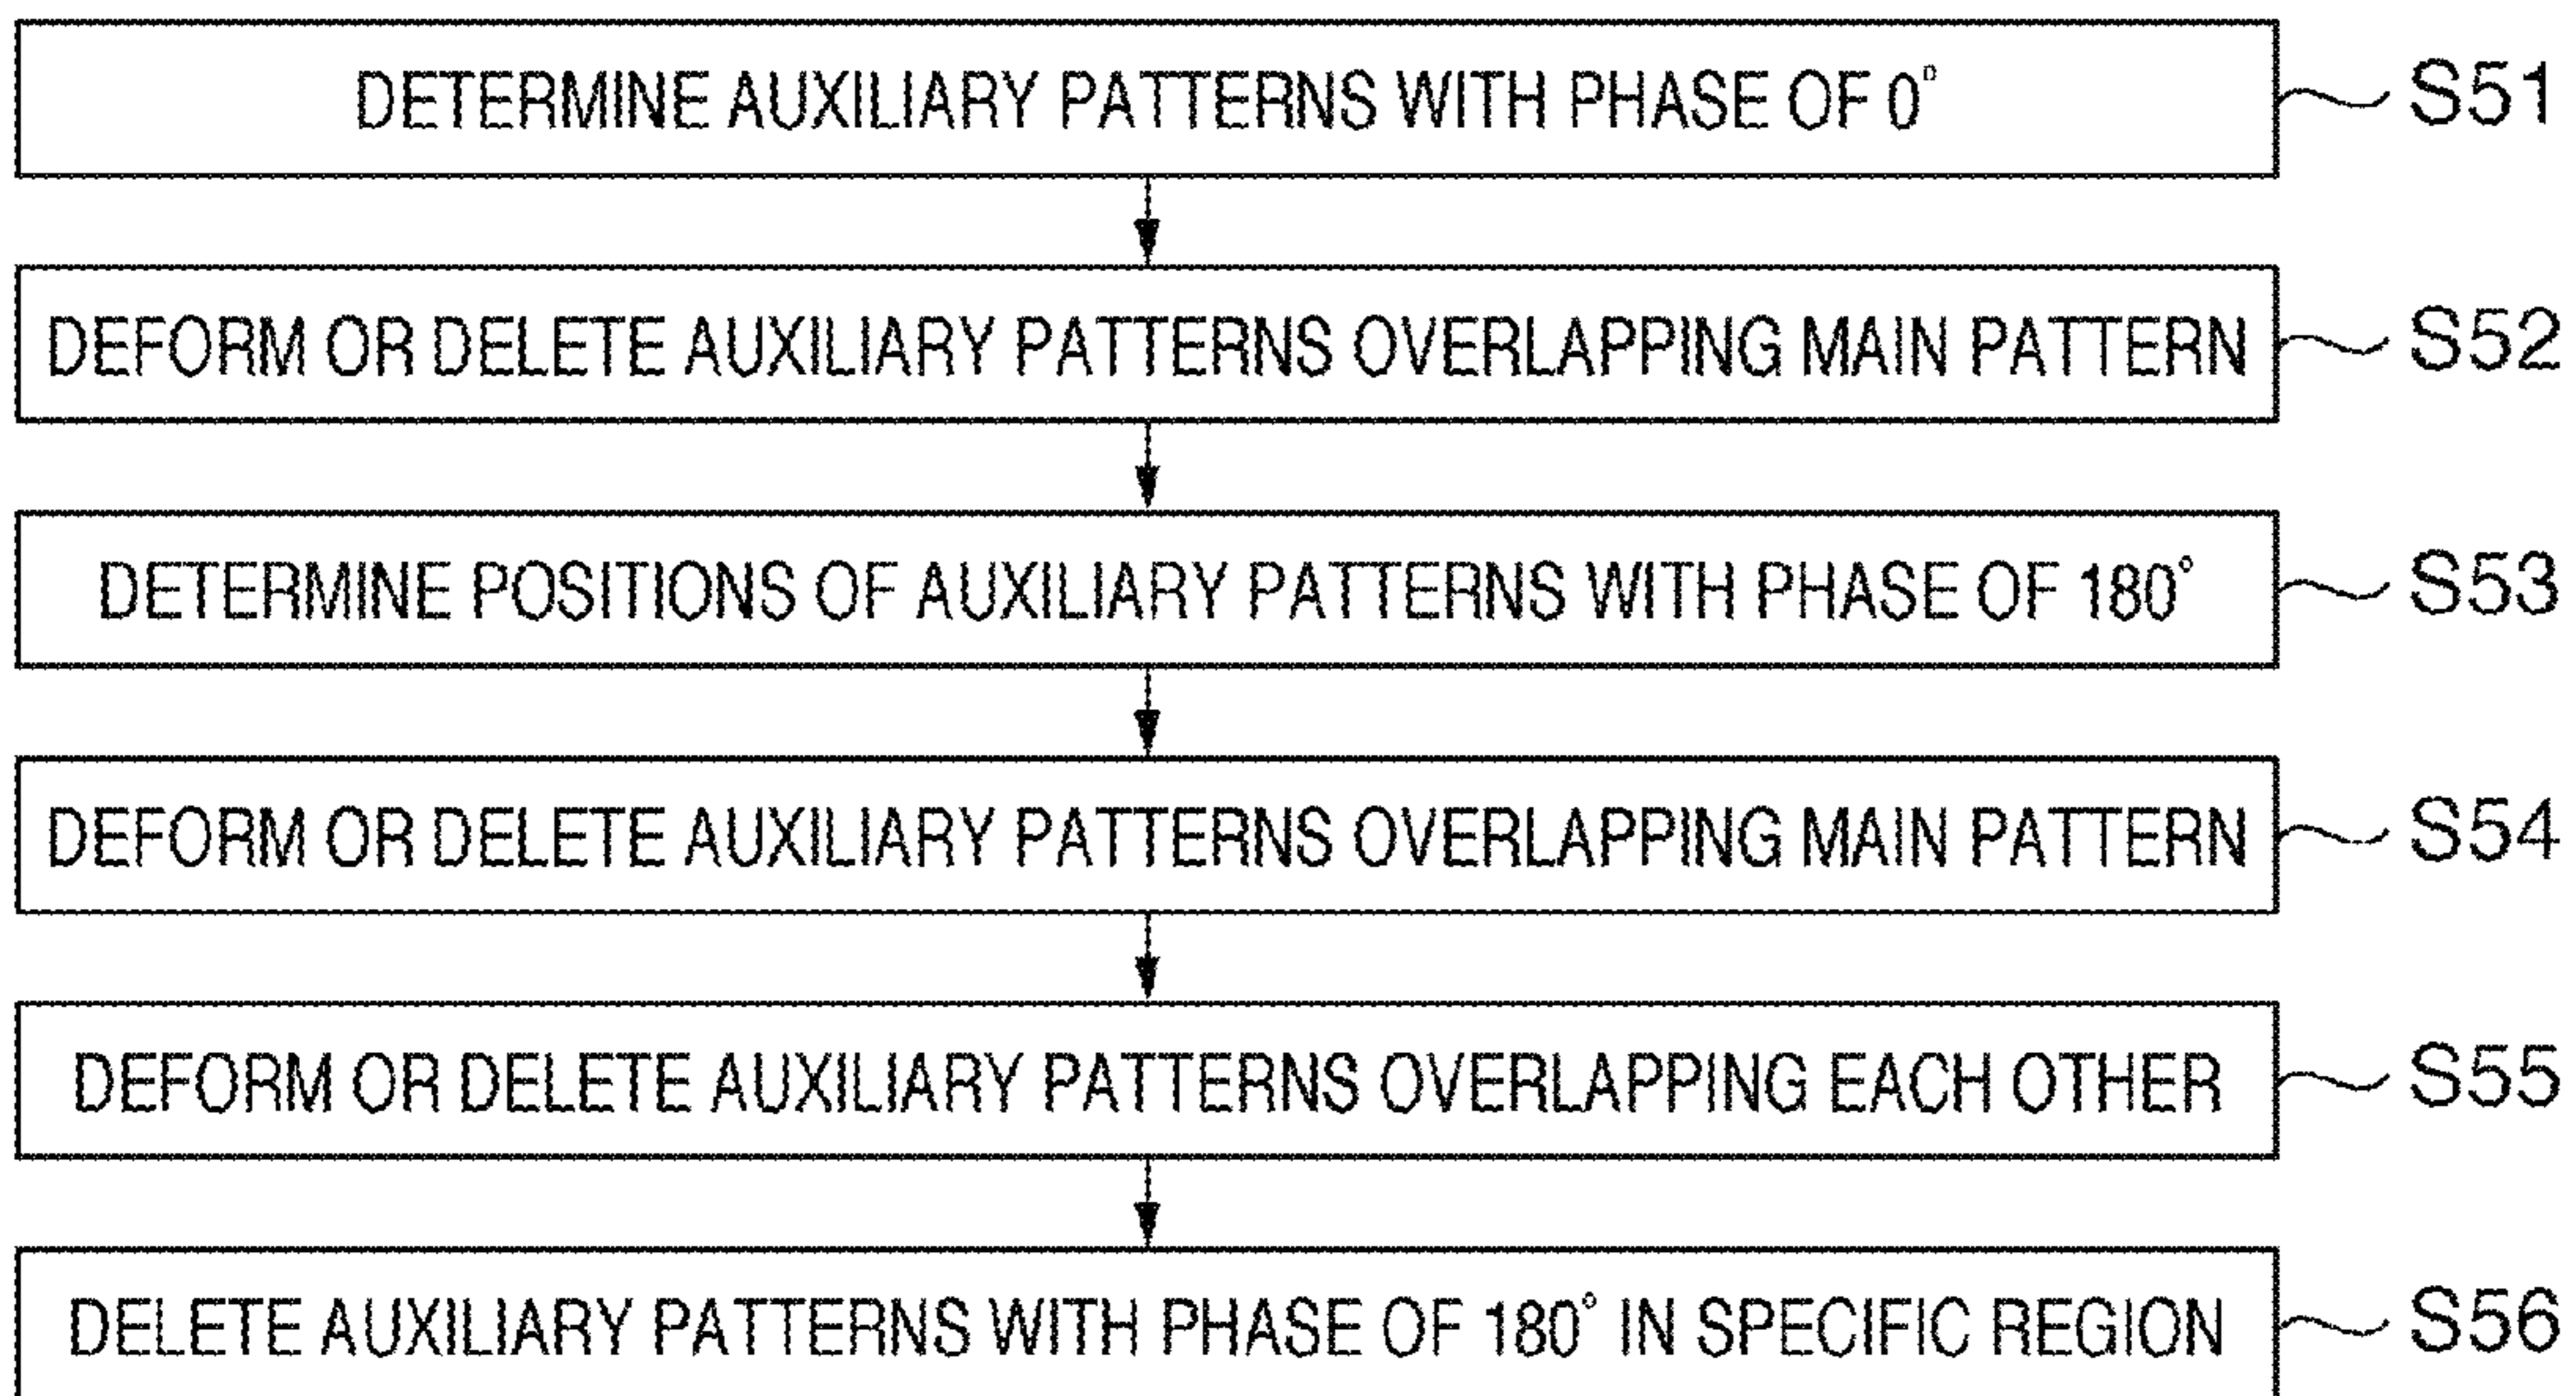 DETERMINE AUXILIARY PATTERNS WITH PHASE OF 0° S51
DEFORM OR DELETE AUXILIARY PATTERNS OVERLAPPING MAIN PATTERN S52
DETERMINE POSITIONS OF AUXILIARY PATTERNS WITH PHASE OF 180° S53
DEFORM OR DELETE AUXILIARY PATTERNS OVERLAPPING MAIN PATTERN S54
DEFORM OR DELETE AUXILIARY PATTERNS OVERLAPPING EACH OTHER S55
DELETE AUXILIARY PATTERNS WITH PHASE OF 180° IN SPECIFIC REGION S56